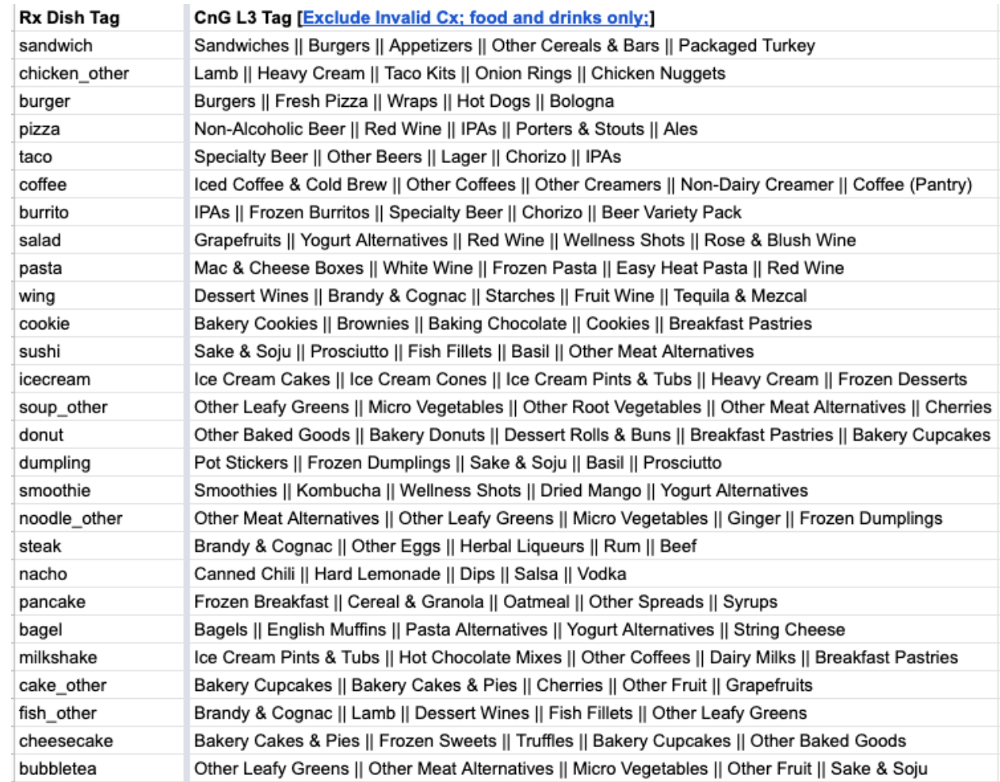 Rx Dish Tag CnG L3 Tag [Exclude Invalid Cx; food and drinks only;]
sandwich Sandwiches || Burgers || Appetizers || Other Cereals & Bars || Packaged Turkey
chicken_other Lamb || Heavy Cream || Taco Kits || Onion Rings || Chicken Nuggets
burger Burgers || Fresh Pizza || Wraps || Hot Dogs || Bologna
pizza Non-Alcoholic Beer || Red Wine || IPAs || Porters & Stouts || Ales
taco Specialty Beer || Other Beers || Lager || Chorizo || IPAs
coffee Iced Coffee & Cold Brew || Other Coffees || Other Creamers || Non-Dairy Creamer || Coffee (Pantry)
burrito IPAs || Frozen Burritos || Specialty Beer || Chorizo || Beer Variety Pack
salad Grapefruits || Yogurt Alternatives || Red Wine || Wellness Shots || Rose & Blush Wine
pasta Mac & Cheese Boxes || White Wine || Frozen Pasta || Easy Heat Pasta || Red Wine
wing Dessert Wines || Brandy & Cognac || Starches || Fruit Wine || Tequila & Mezcal
cookie Bakery Cookies || Brownies || Baking Chocolate || Cookies || Breakfast Pastries
sushi Sake & Soju || Prosciutto || Fish Fillets || Basil || Other Meat Alternatives
icecream Ice Cream Cakes || Ice Cream Cones || Ice Cream Pints & Tubs || Heavy Cream || Frozen Desserts
soup_other Other Leafy Greens || Micro Vegetables || Other Root Vegetables || Other Meat Alternatives || Cherries
donut Other Baked Goods || Bakery Donuts || Dessert Rolls & Buns || Breakfast Pastries || Bakery Cupcakes
dumpling Pot Stickers || Frozen Dumplings || Sake & Soju || Basil || Prosciutto
smoothie Smoothies || Kombucha || Wellness Shots || Dried Mango || Yogurt Alternatives
noodle_other Other Meat Alternatives || Other Leafy Greens || Micro Vegetables || Ginger || Frozen Dumplings
steak Brandy & Cognac || Other Eggs || Herbal Liqueurs || Rum || Beef
nacho Canned Chili || Hard Lemonade || Dips || Salsa || Vodka
pancake Frozen Breakfast || Cereal & Granola || Oatmeal || Other Spreads || Syrups
bagel Bagels || English Muffins || Pasta Alternatives || Yogurt Alternatives || String Cheese
milkshake Ice Cream Pints & Tubs || Hot Chocolate Mixes || Other Coffees || Dairy Milks || Breakfast Pastries
cake_other Bakery Cupcakes || Bakery Cakes & Pies || Cherries || Other Fruit || Grapefruits
fish_other Brandy & Cognac || Lamb || Dessert Wines || Fish Fillets || Other Leafy Greens
cheesecake Bakery Cakes & Pies || Frozen Sweets || Truffles || Bakery Cupcakes || Other Baked Goods
bubbletea Other Leafy Greens || Other Meat Alternatives || Micro Vegetables || Other Fruit || Sake & Soju